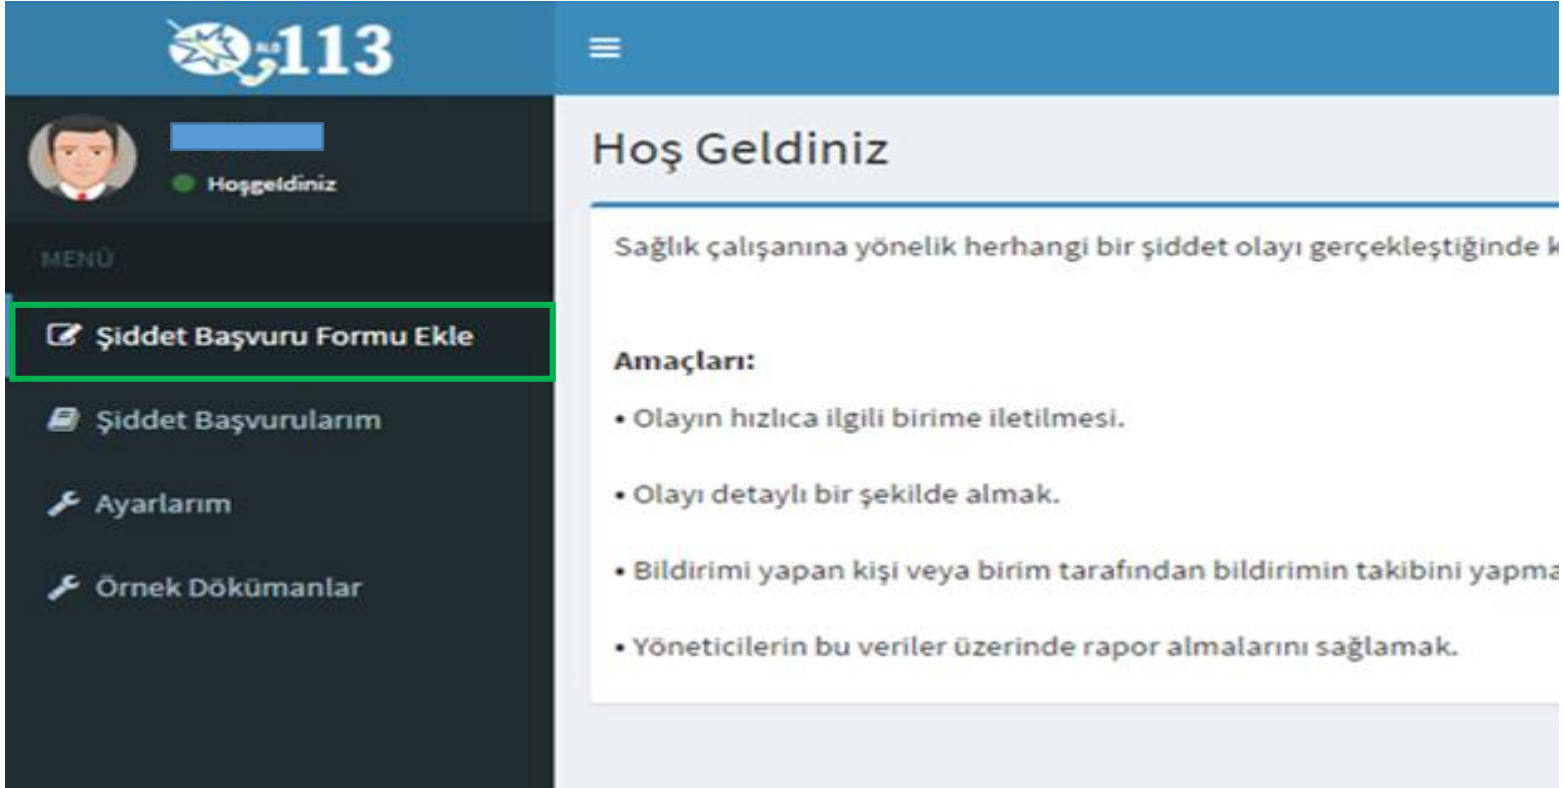 ALO 113
Hoşgeldiniz
MENÜ
Şiddet Başvuru Formu Ekle
Şiddet Başvurularım
Ayarlarım
Örnek Dökümanlar
Hoş Geldiniz
Sağlık çalışanına yönelik herhangi bir şiddet olayı gerçekleştiğinde
Amaçları:
• Olayın hızlıca ilgili birime iletilmesi.
• Olayı detaylı bir şekilde almak.
• Bildirimi yapan kişi veya birim tarafından bildirimin takibini yapma
• Yöneticilerin bu veriler üzerinde rapor almalarını sağlamak.